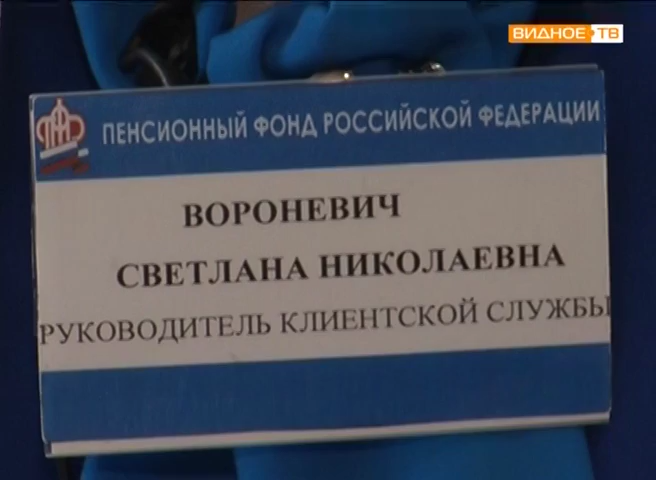 ВИДНОЕ ТВ
ПЕНСИОННЫЙ ФОНД РОССИЙСКОЙ ФЕДЕРАЦИИ
ВОРОНЕВИЧ
СВЕТЛАНА НИКОЛАЕВНА
РУКОВОДИТЕЛЬ КЛИЕНТСКОЙ СЛУЖБЫ